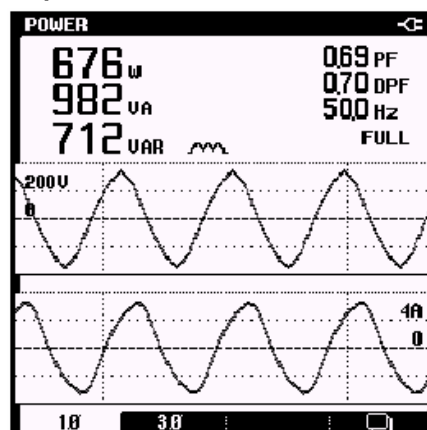 POWER
676 W 0.69 PF
982 VA 0.70 DPF
712 VAR 50.0 Hz
FULL
200V
0
4A
0
1Ø 3Ø